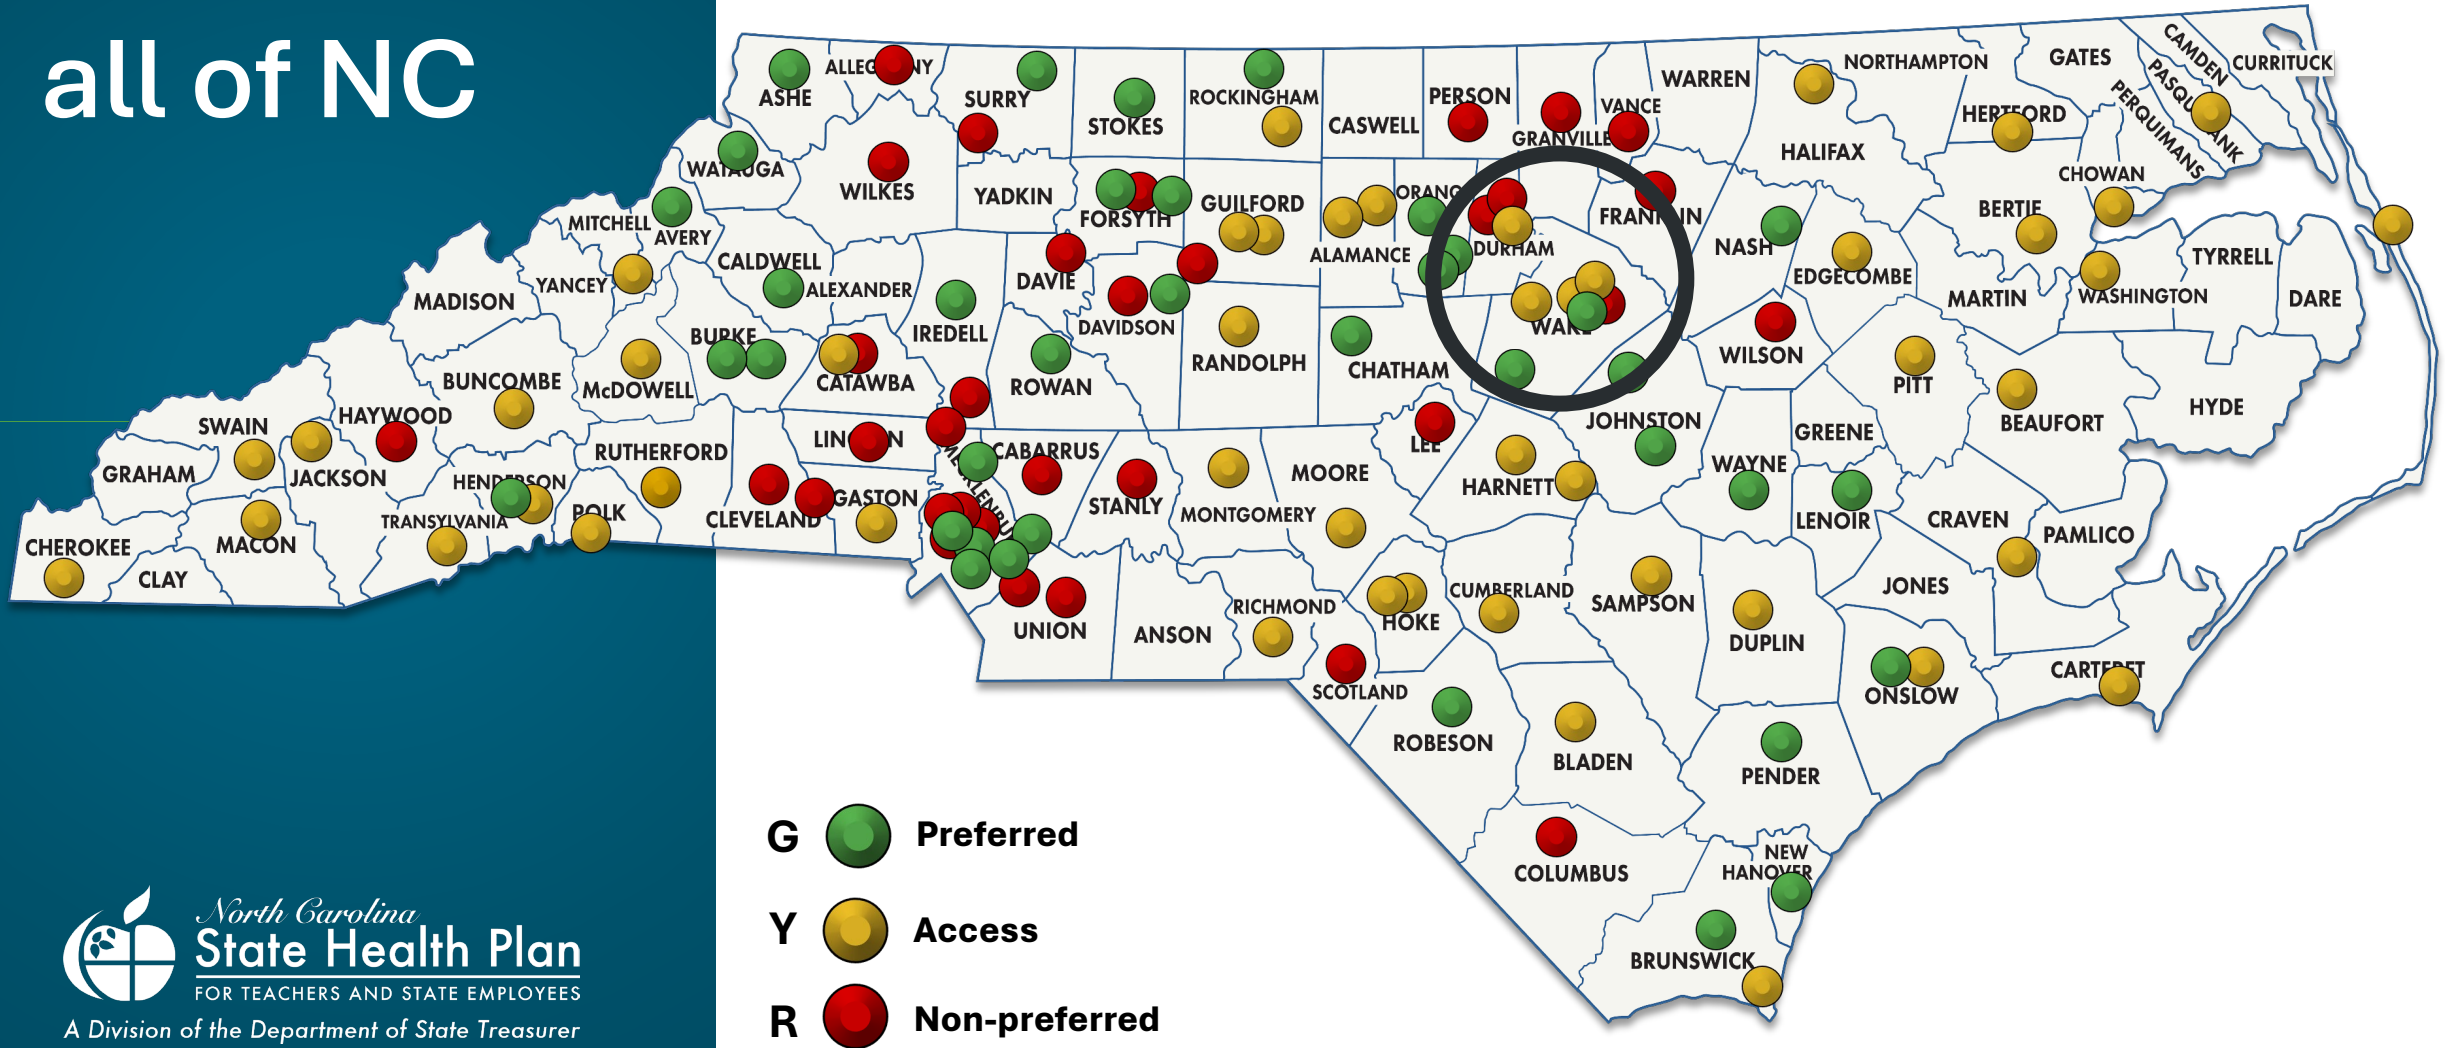 all of NC
ASHE
ALLEG NY
SURRY
STOKES
ROCKINGHAM
CASWELL
PERSON
GRANVILLE
VANCE
WARREN
NORTHAMPTON
HALIFAX
GATES
HERTFORD
CAMDEN
PASQU ANK
PERQUIMANS
CURRITUCK
CHOWAN
WATAUGA
WILKES
YADKIN
FORSYTH
GUILFORD
ALAMANCE
ORANG
DURHAM
FRANKLIN
NASH
EDGECOMBE
BERTIE
MARTIN
WASHINGTON
TYRRELL
DARE
MITCHELL
AVERY
YANCEY
MADISON
CALDWELL
ALEXANDER
IREDELL
DAVIE
DAVIDSON
RANDOLPH
CHATHAM
WAKE
WILSON
PITT
BEAUFORT
HYDE
BURKE
McDOWELL
BUNCOMBE
CATAWBA
ROWAN
SWAIN
HAYWOOD
GRAHAM
JACKSON
HENDERSON
RUTHERFORD
LIN N
CABARRUS
STANLY
MONTGOMERY
MOORE
LEE
HARNETT
JOHNSTON
WAYNE
GREENE
LENOIR
CRAVEN
PAMLICO
CHEROKEE
CLAY
MACON
TRANSYLVANIA
POLK
CLEVELAND
GASTON
UNION
ANSON
RICHMOND
HOKE
CUMBERLAND
SAMPSON
DUPLIN
JONES
SCOTLAND
ROBESON
BLADEN
ONSLOW
CARTERET
PENDER
COLUMBUS
NEW
HANOVER
BRUNSWICK
G Preferred
Y Access
R Non-preferred
North Carolina
State Health Plan
FOR TEACHERS AND STATE EMPLOYEES
A Division of the Department of State Treasurer